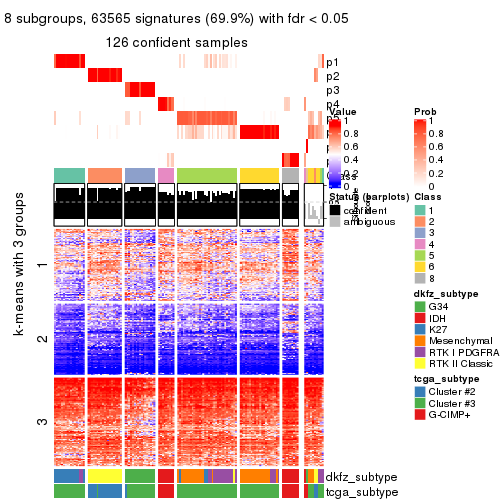 8 subgroups, 63565 signatures (69.9%) with fdr < 0.05
126 confident samples
p1
p2
p3
p4
k-means with 3 groups
1
2
3
Value
1
0.8
0.6
0.4
0.2
0
Status (barplots)
confident
ambiguous
Prob
1
0.8
0.6
0.4
0.2
0
Class
1
2
3
4
5
6
8
dkfz_subtype
G34
IDH
K27
Mesenchymal
RTK I PDGFRA
RTK II Classic
tcga_subtype
Cluster #2
Cluster #3
G-CIMP+
dkfz_subtype
tcga_subtype